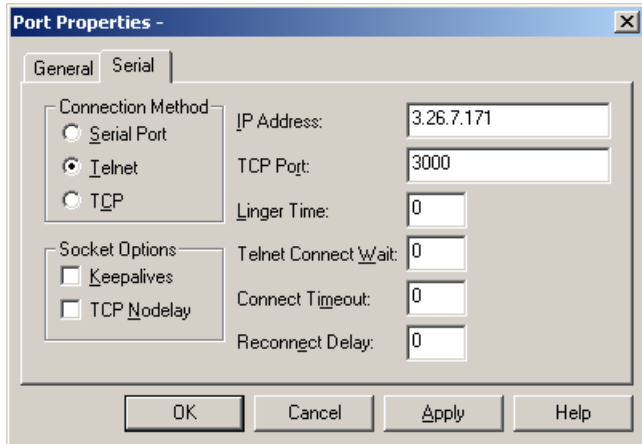 Port Properties -
General
Serial
Connection Method
Serial Port
Telnet
TCP
Socket Options
Keepalives
TCP Nodelay
IP Address: 3.26.7.171
TCP Port: 3000
Linger Time: 0
Telnet Connect Wait: 0
Connect Timeout: 0
Reconnect Delay: 0
OK
Cancel
Apply
Help